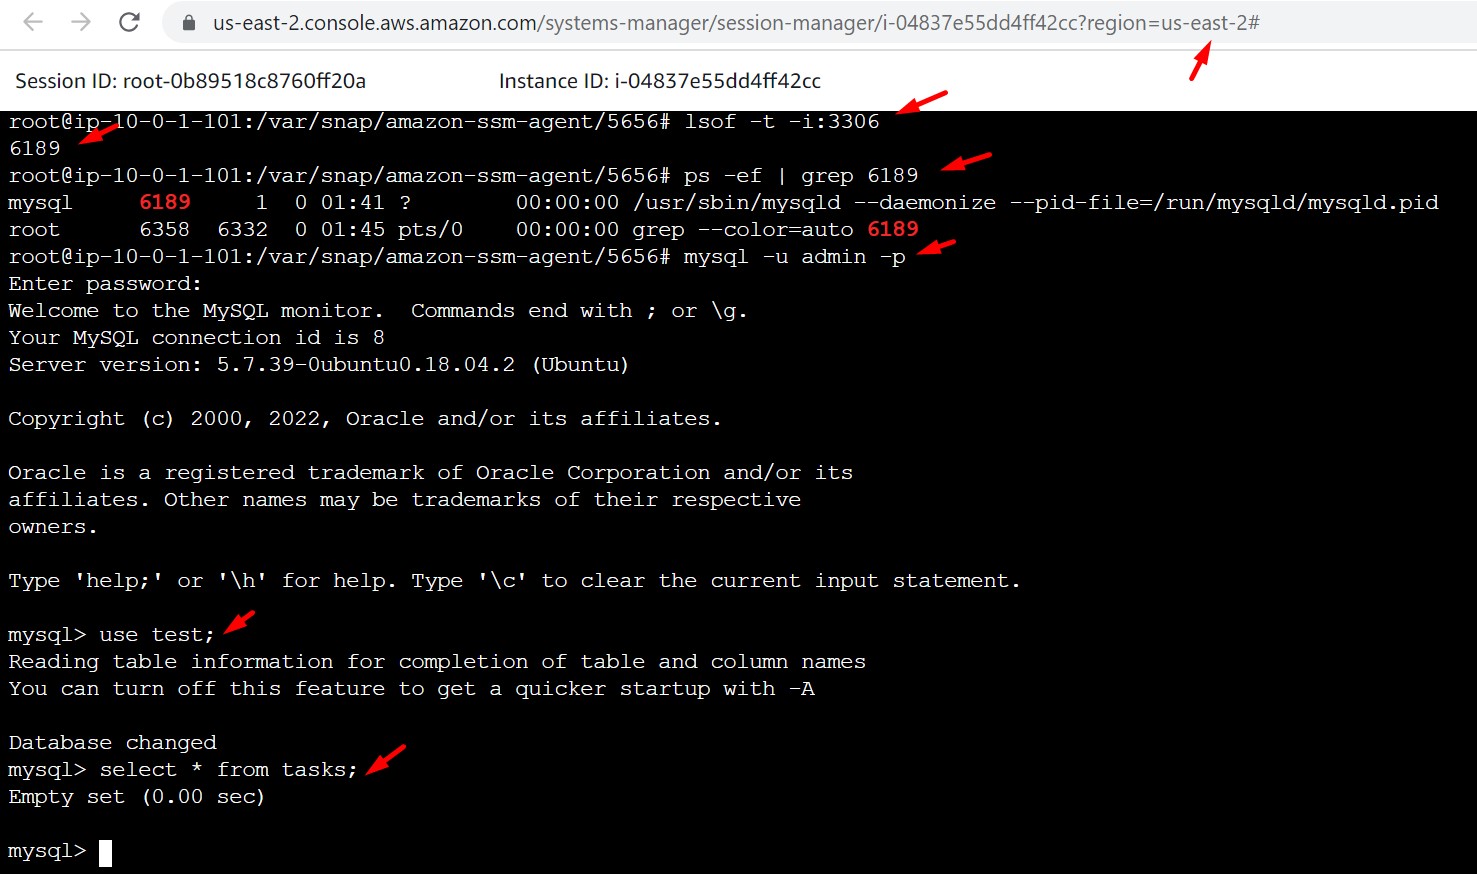 us-east-2.console.aws.amazon.com/systems-manager/session-manager/i-04837e55dd4ff42cc?region=us-east-2#
Session ID: root-0b89518c8760ff20a Instance ID: i-04837e55dd4ff42cc
root@ip-10-0-1-101:/var/snap/amazon-ssm-agent/5656# lsof -t -i:3306
6189
root@ip-10-0-1-101:/var/snap/amazon-ssm-agent/5656# ps -ef | grep 6189
mysql 6189 1 0 01:41 ? 00:00:00 /usr/sbin/mysqld --daemonize --pid-file=/run/mysqld/mysqld.pid
root 6358 6332 0 01:45 pts/0 00:00:00 grep --color=auto 6189
root@ip-10-0-1-101:/var/snap/amazon-ssm-agent/5656# mysql -u admin -p
Enter password:
Welcome to the MySQL monitor.  Commands end with ; or \g.
Your MySQL connection id is 8
Server version: 5.7.39-0ubuntu0.18.04.2 (Ubuntu)
Copyright (c) 2000, 2022, Oracle and/or its affiliates.
Oracle is a registered trademark of Oracle Corporation and/or its
affiliates. Other names may be trademarks of their respective
owners.
Type 'help;' or '\h' for help. Type '\c' to clear the current input statement.
mysql> use test;
Reading table information for completion of table and column names
You can turn off this feature to get a quicker startup with -A
Database changed
mysql> select * from tasks;
Empty set (0.00 sec)
mysql>